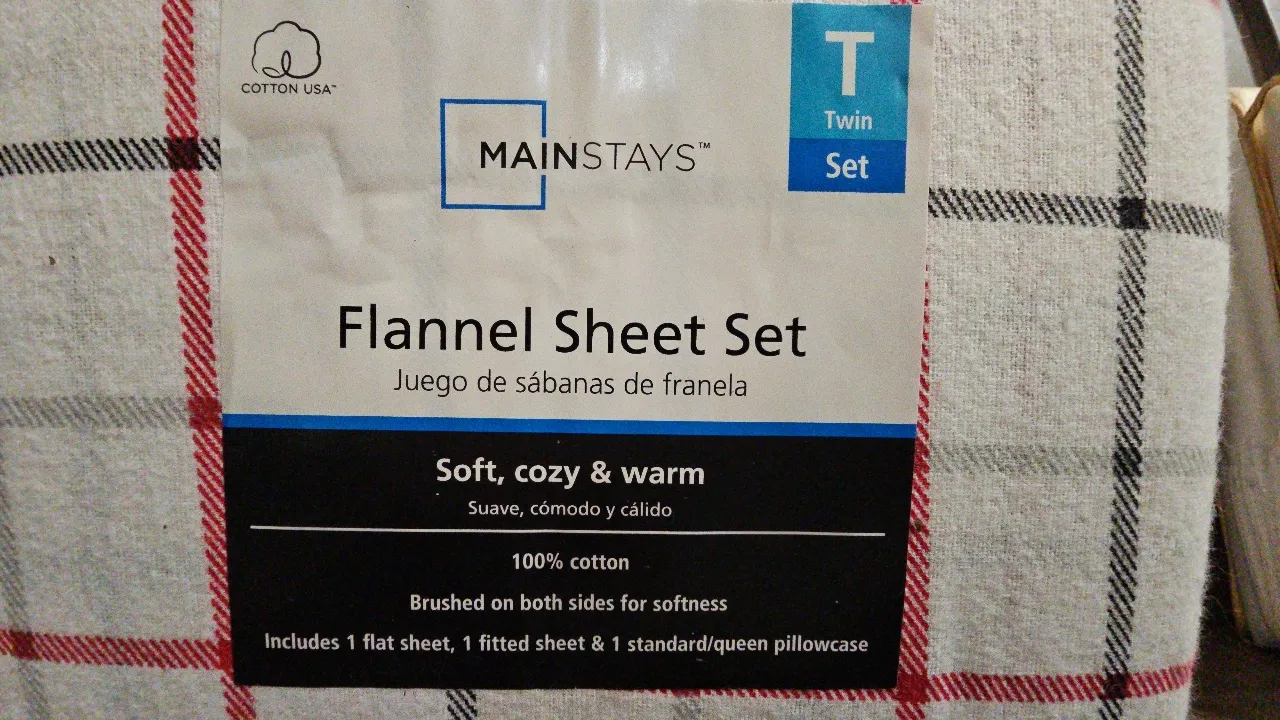 COTTON USA™
MAINSTAYS™
T
Twin
Set
Flannel Sheet Set
Juego de sábanas de franela
Soft, cozy & warm
Suave, cómodo y cálido
100% cotton
Brushed on both sides for softness
Includes 1 flat sheet, 1 fitted sheet & 1 standard/queen pillowcase